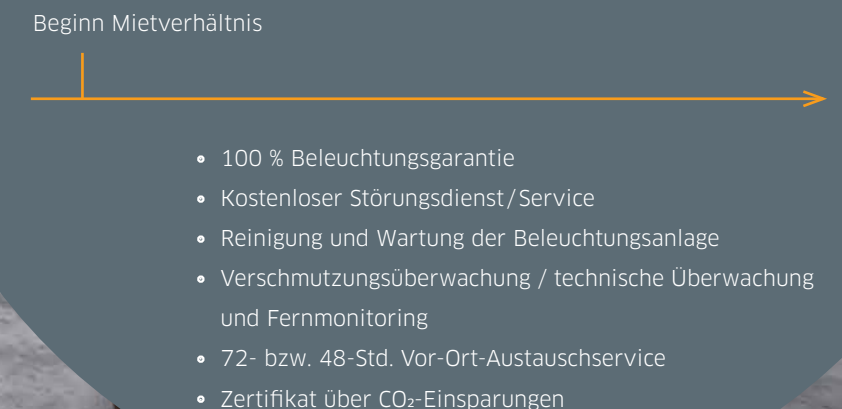 Beginn Mietverhältnis
100 % Beleuchtungsgarantie
Kostenloser Störungsdienst/Service
Reinigung und Wartung der Beleuchtungsanlage
Verschmutzungsüberwachung / technische Überwachung
und Fernmonitoring
72- bzw. 48-Std. Vor-Ort-Austauschservice
Zertifikat über CO₂-Einsparungen